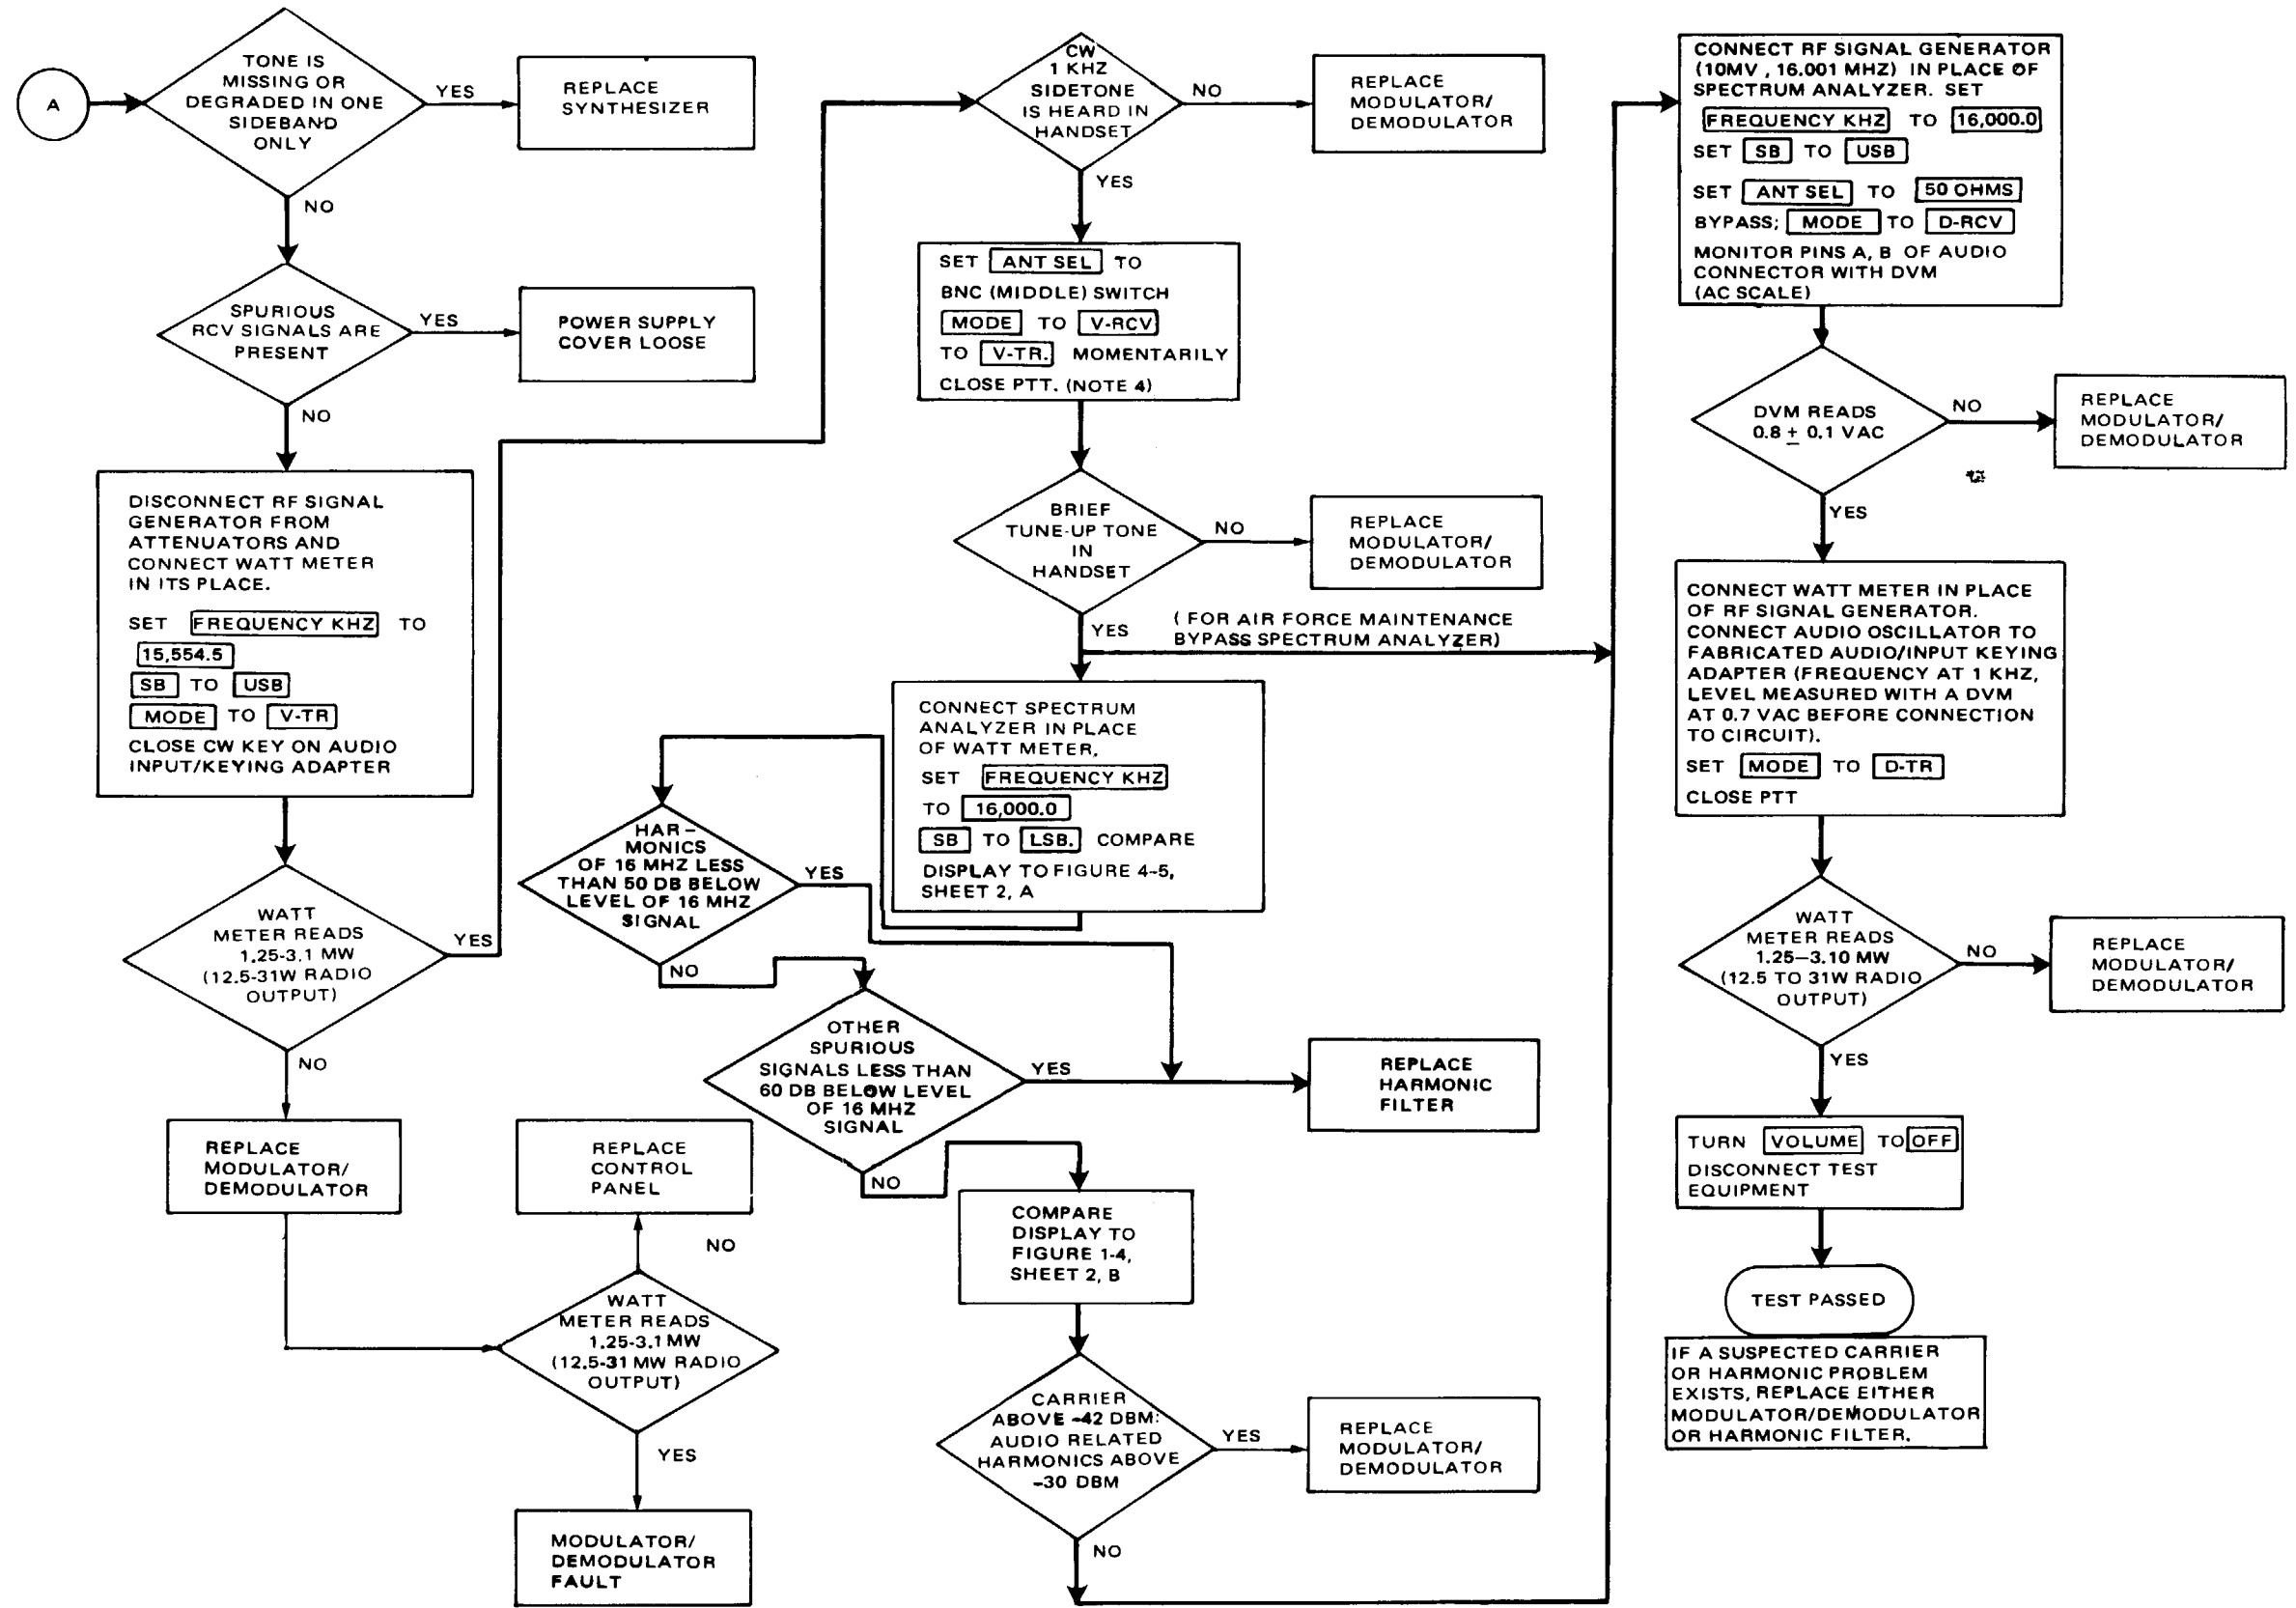 A
TONE IS
MISSING OR
DEGRADED IN ONE
SIDEBAND
ONLY
YES
REPLACE
SYNTHESIZER
NO
SPURIOUS
RCV SIGNALS ARE
PRESENT
YES
POWER SUPPLY
COVER LOOSE
NO
DISCONNECT RF SIGNAL
GENERATOR FROM
ATTENUATORS AND
CONNECT WATT METER
IN ITS PLACE.
SET FREQUENCY KHZ TO
15,554.5
SB TO USB
MODE TO V-TR
CLOSE CW KEY ON AUDIO
INPUT/KEYING ADAPTER
WATT
METER READS
1.25-3.1 MW
(12.5-31W RADIO
OUTPUT)
YES
NO
REPLACE
MODULATOR/
DEMODULATOR
REPLACE
CONTROL
PANEL
NO
WATT
METER READS
1.25-3.1 MW
(12.5-31 MW RADIO
OUTPUT)
YES
MODULATOR/
DEMODULATOR
FAULT
CW
1 KHZ
SIDETONE
IS HEARD IN
HANDSET
NO
REPLACE
MODULATOR/
DEMODULATOR
YES
SET ANT SEL TO
BNC (MIDDLE) SWITCH
MODE TO V-RCV
TO V-TR. MOMENTARILY
CLOSE PTT. (NOTE 4)
BRIEF
TUNE-UP TONE
IN
HANDSET
NO
REPLACE
MODULATOR/
DEMODULATOR
YES
( FOR AIR FORCE MAINTENANCE
BYPASS SPECTRUM ANALYZER)
CONNECT SPECTRUM
ANALYZER IN PLACE
OF WATT METER.
SET FREQUENCY KHZ
TO 16,000.0
SB TO LSB. COMPARE
DISPLAY TO FIGURE 4-5,
SHEET 2, A
HAR-
MONICS
OF 16 MHZ LESS
THAN 50 DB BELOW
LEVEL OF 16 MHZ
SIGNAL
YES
NO
OTHER
SPURIOUS
SIGNALS LESS THAN
60 DB BELOW LEVEL
OF 16 MHZ
SIGNAL
YES
REPLACE
HARMONIC
FILTER
NO
COMPARE
DISPLAY TO
FIGURE 1-4,
SHEET 2, B
CARRIER
ABOVE -42 DBM:
AUDIO RELATED
HARMONICS ABOVE
-30 DBM
YES
REPLACE
MODULATOR/
DEMODULATOR
NO
CONNECT RF SIGNAL GENERATOR
(10MV , 16.001 MHZ) IN PLACE OF
SPECTRUM ANALYZER. SET
FREQUENCY KHZ TO 16,000.0
SET SB TO USB
SET ANT SEL TO 50 OHMS
BYPASS; MODE TO D-RCV
MONITOR PINS A, B OF AUDIO
CONNECTOR WITH DVM
(AC SCALE)
DVM READS
0.8 ± 0.1 VAC
NO
REPLACE
MODULATOR/
DEMODULATOR
YES
CONNECT WATT METER IN PLACE
OF RF SIGNAL GENERATOR.
CONNECT AUDIO OSCILLATOR TO
FABRICATED AUDIO/INPUT KEYING
ADAPTER (FREQUENCY AT 1 KHZ,
LEVEL MEASURED WITH A DVM
AT 0.7 VAC BEFORE CONNECTION
TO CIRCUIT).
SET MODE TO D-TR
CLOSE PTT
WATT
METER READS
1.25-3.10 MW
(12.5 TO 31W RADIO
OUTPUT)
NO
REPLACE
MODULATOR/
DEMODULATOR
YES
TURN VOLUME TO OFF
DISCONNECT TEST
EQUIPMENT
TEST PASSED
IF A SUSPECTED CARRIER
OR HARMONIC PROBLEM
EXISTS, REPLACE EITHER
MODULATOR/DEMODULATOR
OR HARMONIC FILTER.